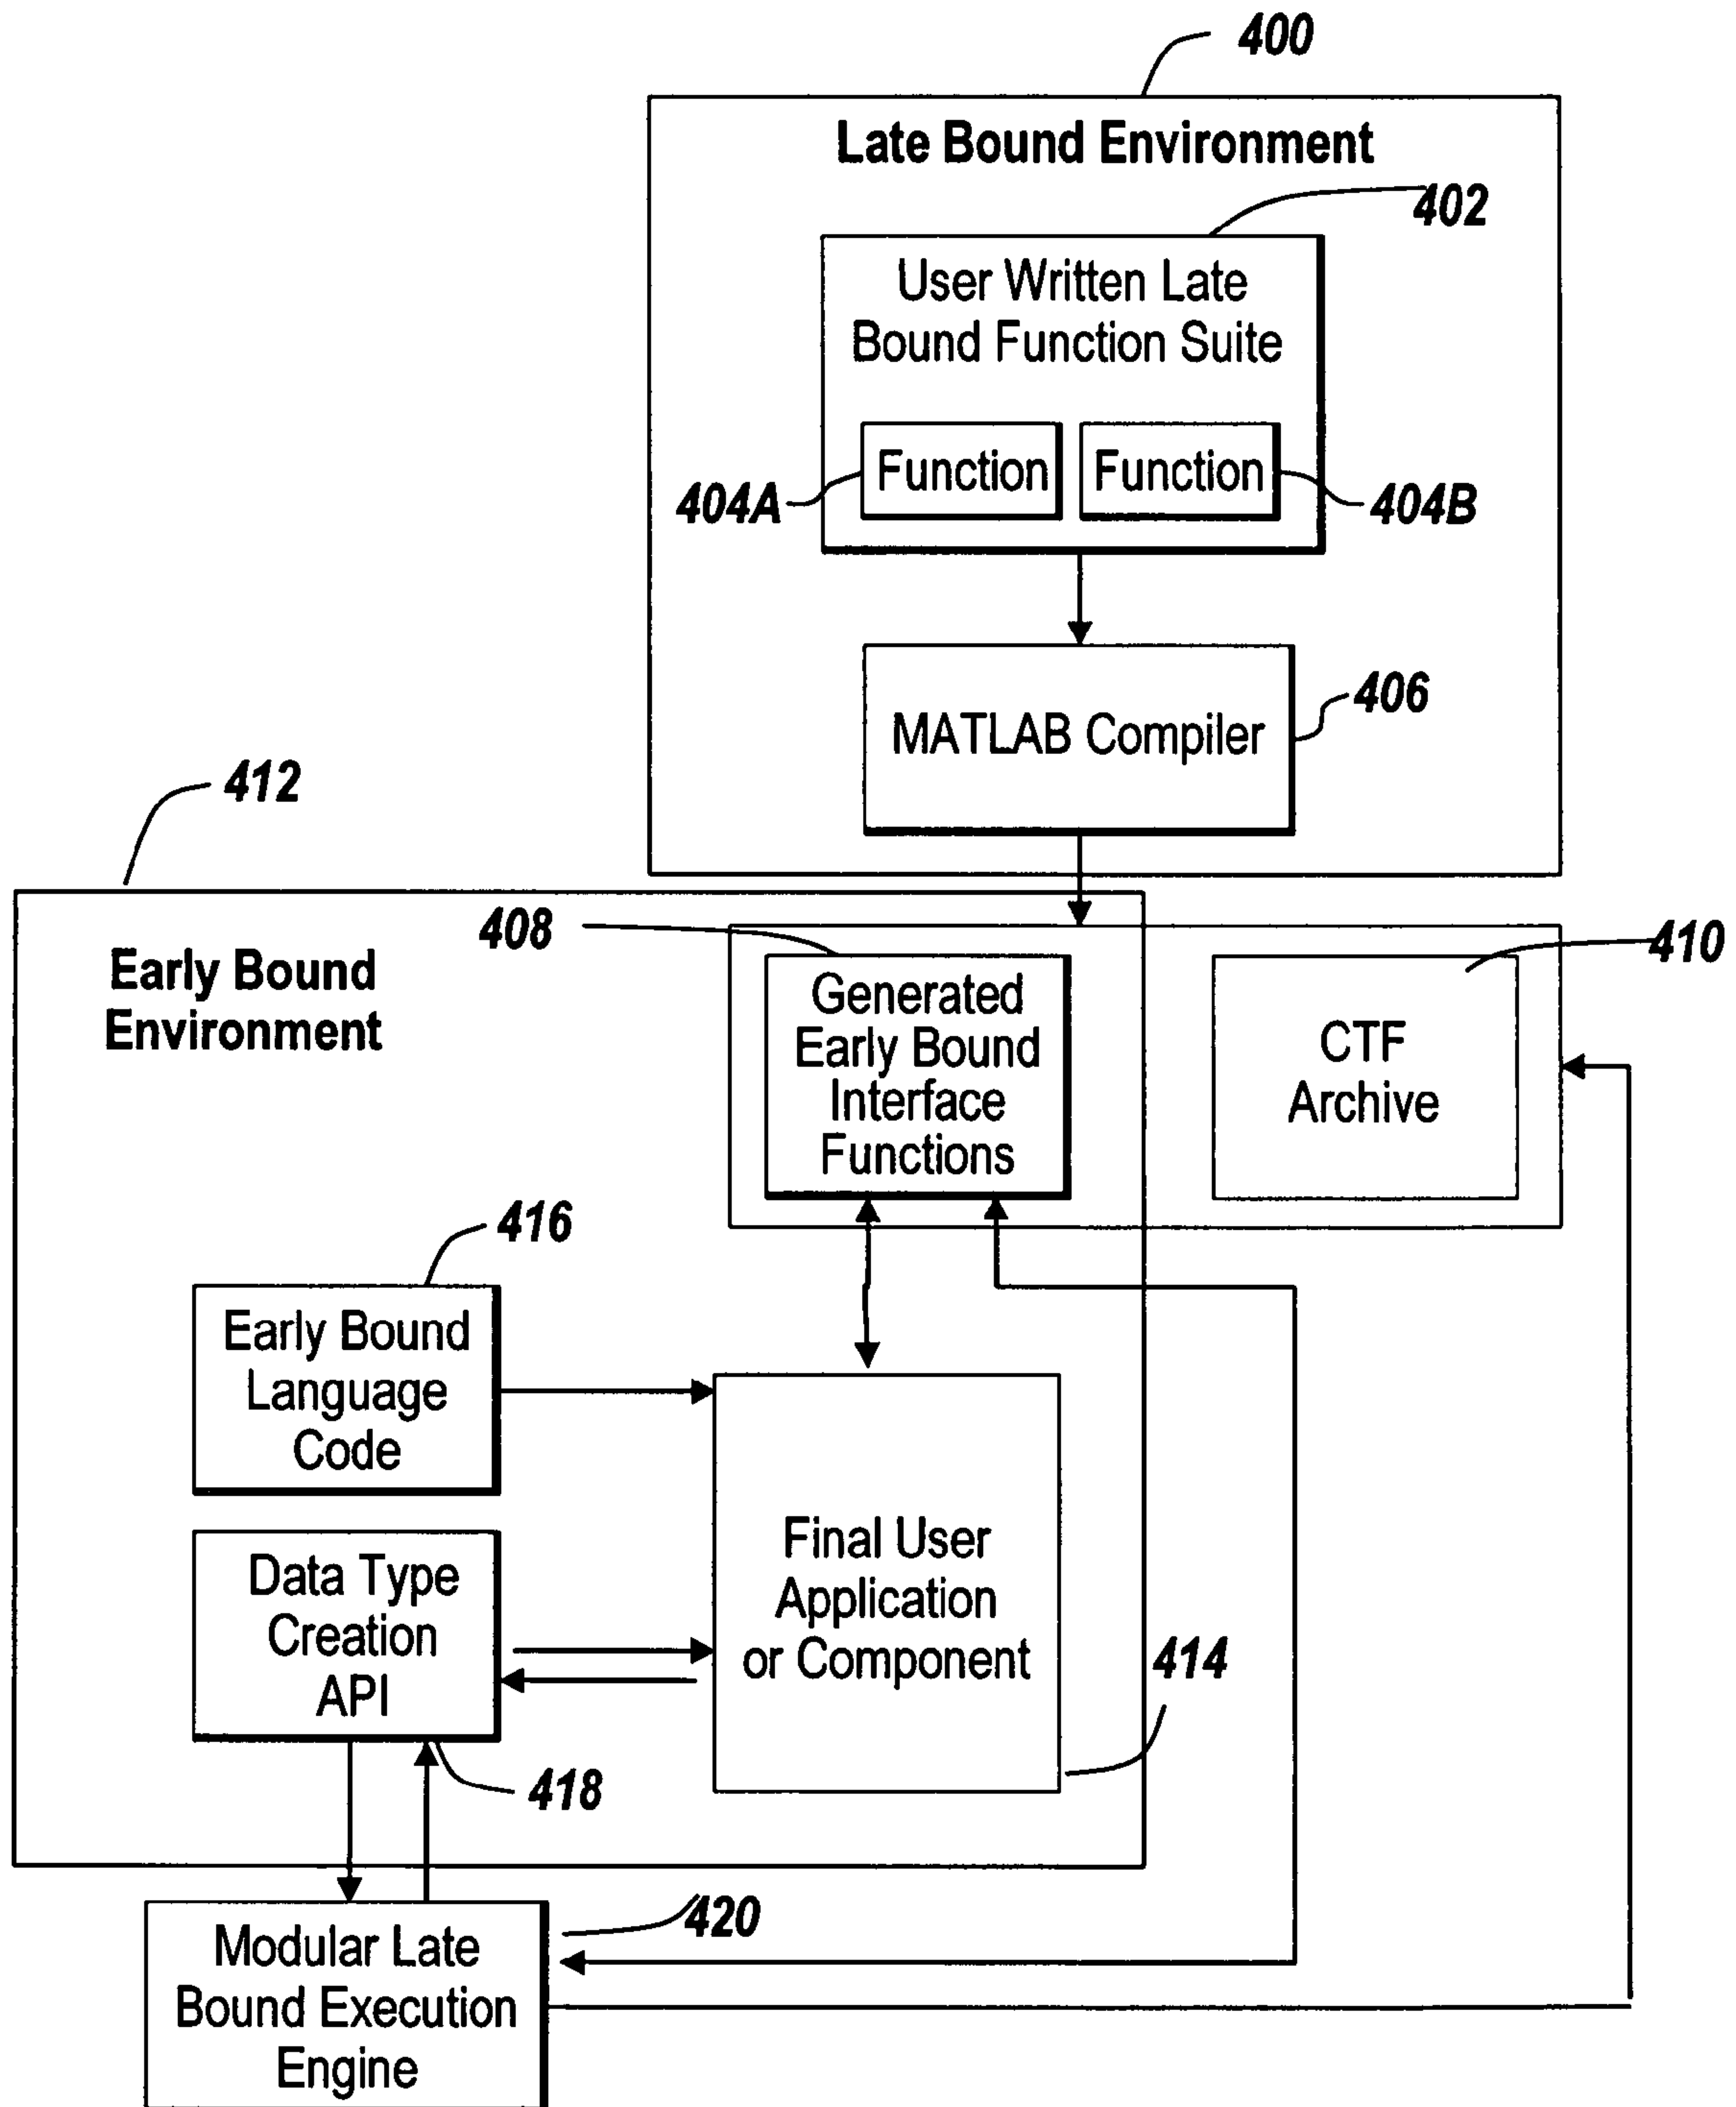 400
Late Bound Environment
402
User Written Late
Bound Function Suite
Function
Function
404A
404B
MATLAB Compiler
406
412
408
410
Early Bound
Environment
Generated
Early Bound
Interface
Functions
CTF
Archive
416
Early Bound
Language
Code
Data Type
Creation
API
Final User
Application
or Component
414
418
420
Modular Late
Bound Execution
Engine